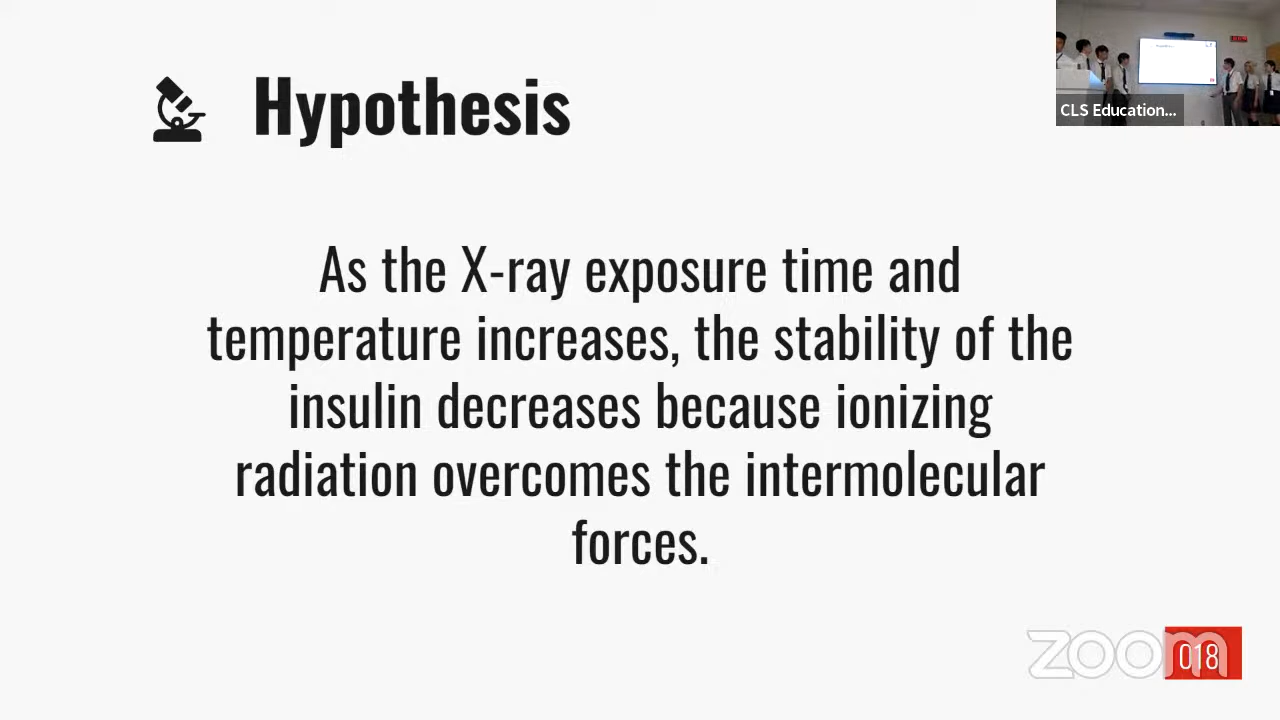 Hypothesis
As the X-ray exposure time and
temperature increases, the stability of the
insulin decreases because ionizing
radiation overcomes the intermolecular
forces.
CLS Education...
zoom
018